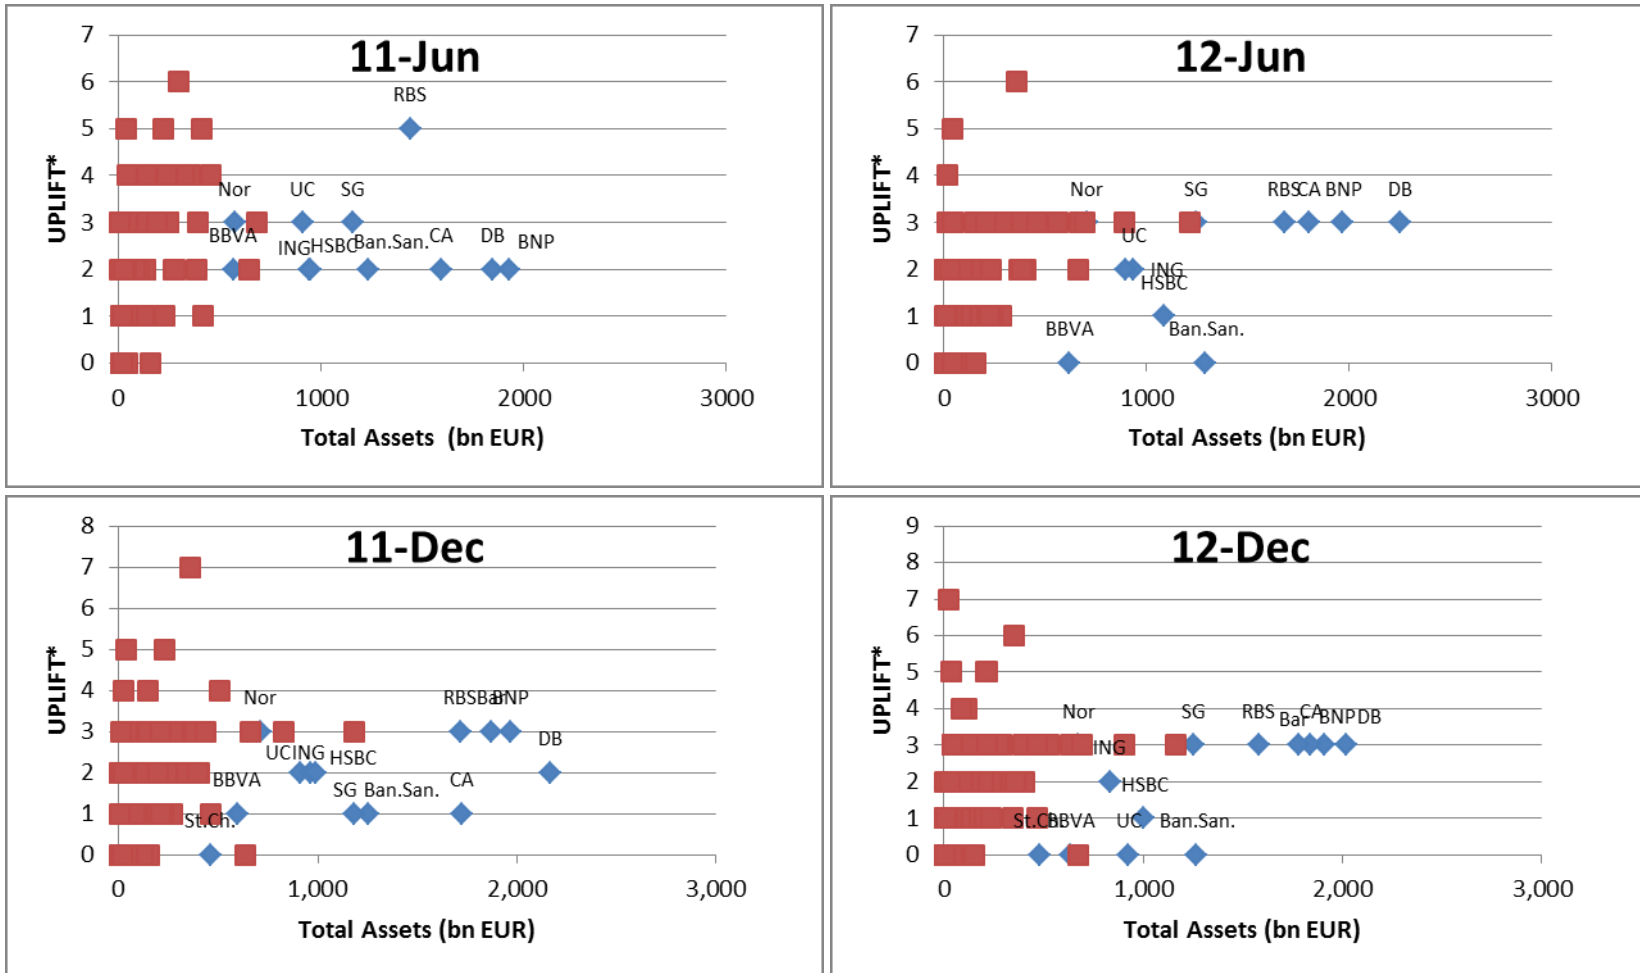 11-Jun
7
6
5
4
3
2
1
0
UPLIFT*
RBS
Nor UC SG
BBVA ING HSBC Ban.San. CA DB BNP
0 1000 2000 3000
Total Assets (bn EUR)
12-Jun
7
6
5
4
3
2
1
0
UPLIFT*
Nor SG RBS CA BNP DB
UC
ING
HSBC
BBVA Ban.San.
0 1000 2000 3000
Total Assets (bn EUR)
11-Dec
8
7
6
5
4
3
2
1
0
UPLIFT*
Nor RBS Bar BNP
UC ING HSBC DB
BBVA SG Ban.San. CA
St.Ch.
0 1,000 2,000 3,000
Total Assets (bn EUR)
12-Dec
9
8
7
6
5
4
3
2
1
0
UPLIFT*
Nor SG RBS Bar CA BNP DB
ING
HSBC
St.Ch. BBVA UC Ban.San.
0 1,000 2,000 3,000
Total Assets (bn EUR)